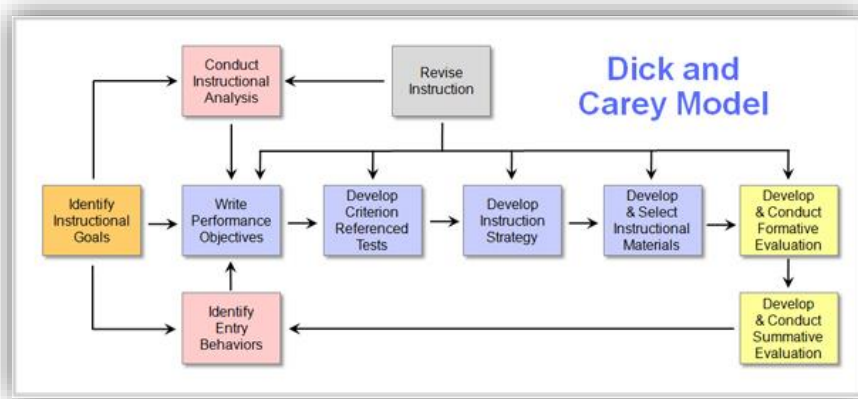 Conduct
Instructional
Analysis
Revise
Instruction
Dick and
Carey Model
Identify
Instructional
Goals
Write
Performance
Objectives
Develop
Criterion
Referenced
Tests
Develop
Instruction
Strategy
Develop
& Select
Instructional
Materials
Develop
& Conduct
Formative
Evaluation
Identify
Entry
Behaviors
Develop
& Conduct
Summative
Evaluation